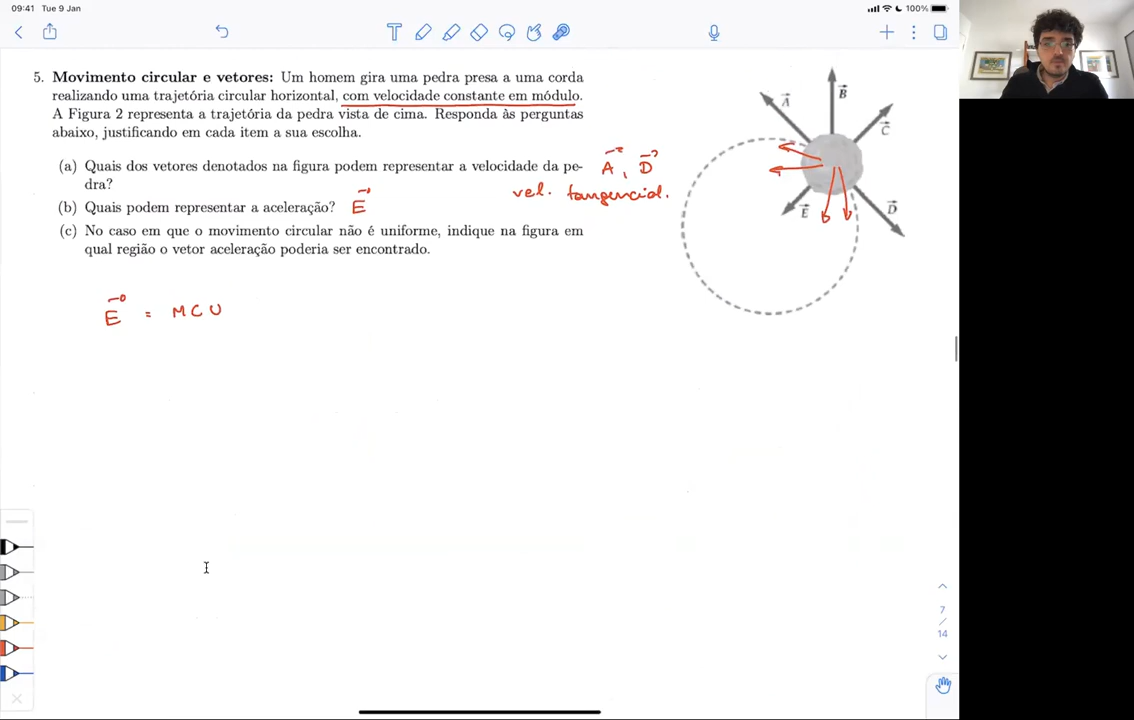 09:41 Tue 9 Jan
100%
5. Movimento circular e vetores: Um homem gira uma pedra presa a uma corda
realizando uma trajetória circular horizontal, com velocidade constante em módulo.
A Figura 2 representa a trajetória da pedra vista de cima. Responda às perguntas
abaixo, justificando em cada item a sua escolha.
(a) Quais dos vetores denotados na figura podem representar a velocidade da pe-
dra?
A, D
vel. tangencial.
(b) Quais podem representar a aceleração? E
(c) No caso em que o movimento circular não é uniforme, indique na figura em
qual região o vetor aceleração poderia ser encontrado.
E = MCU
A
B
C
E
D
7
/
14